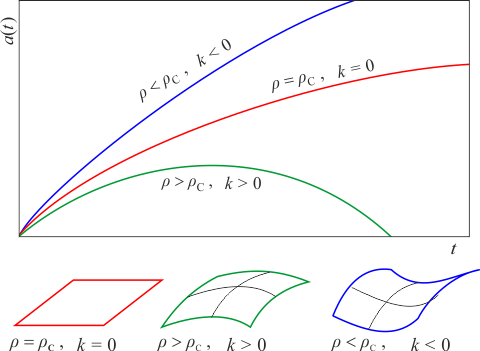 a(t)
ρ < ρC , k < 0
ρ = ρC , k = 0
ρ > ρC , k > 0
t
ρ = ρC , k = 0
ρ > ρC , k > 0
ρ < ρC , k < 0